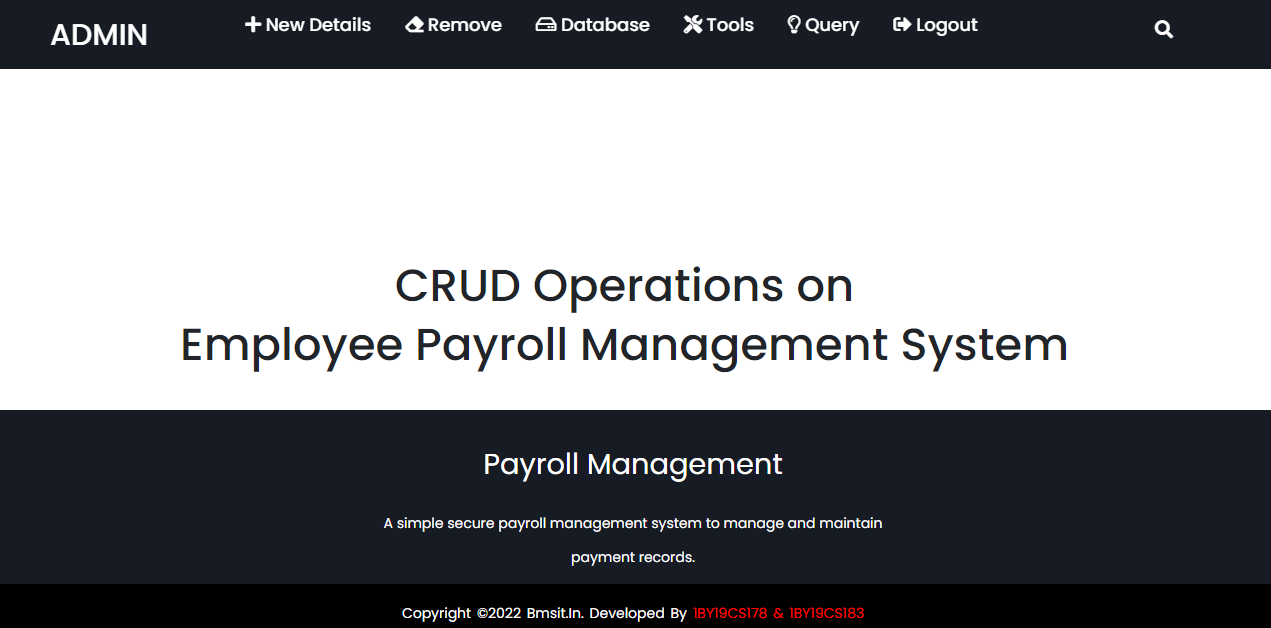 ADMIN
New Details Remove Database Tools Query Logout
CRUD Operations on
Employee Payroll Management System
Payroll Management
A simple secure payroll management system to manage and maintain
payment records.
Copyright ©2022 Bmsit.In. Developed By 1BY19CS178 & 1BY19CS183